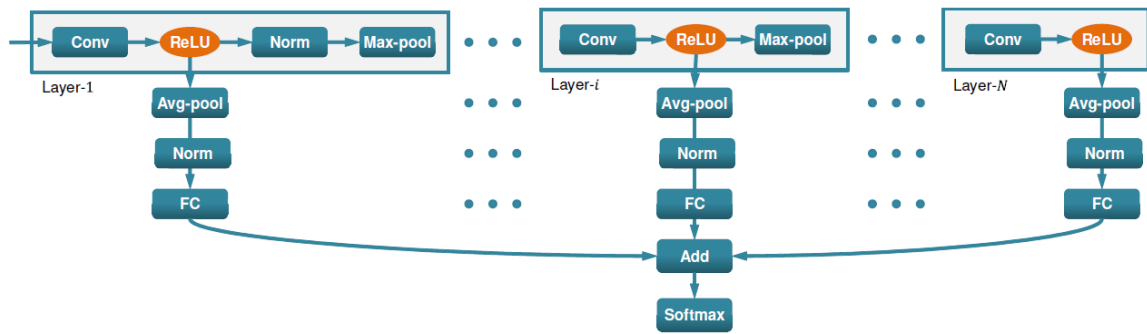 Conv ReLU Norm Max-pool Conv ReLU Max-pool Conv ReLU
Layer-1 Layer-i Layer-N
Avg-pool Avg-pool Avg-pool
Norm Norm Norm
FC FC FC
Add
Softmax